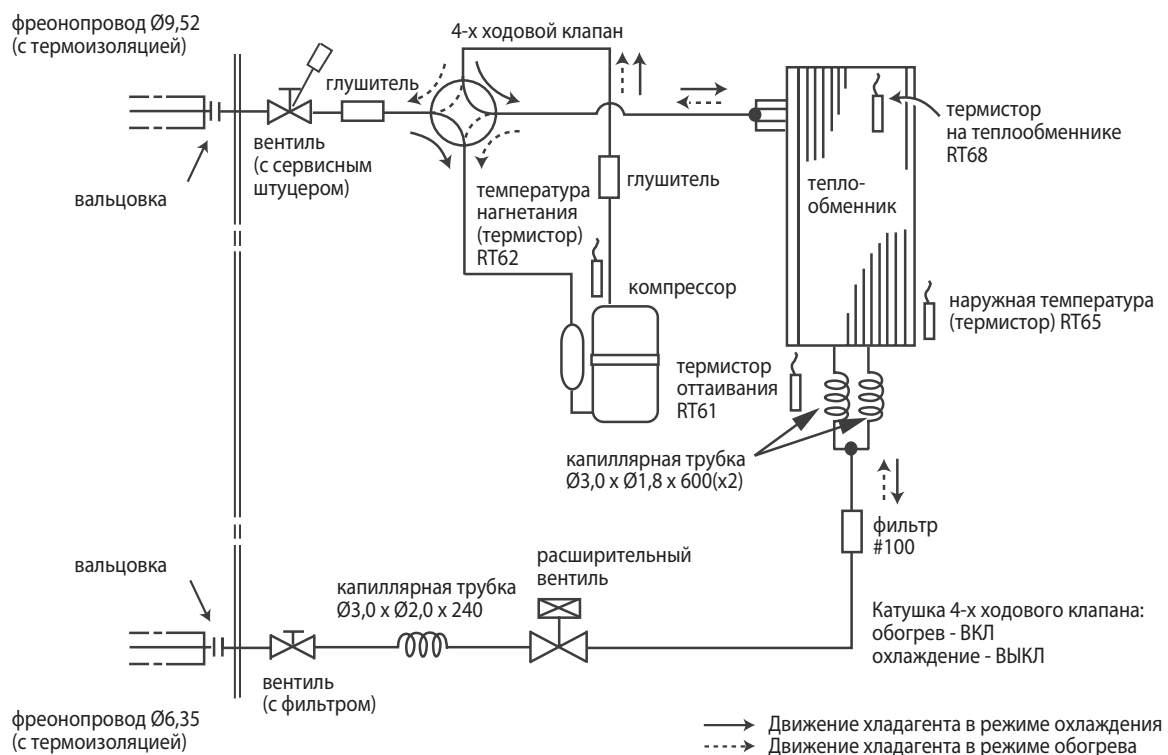 фреонопровод Ø9,52
(с термоизоляцией)
4-х ходовой клапан
глушитель
вентиль
(с сервисным
штуцером)
вальцовка
температура
нагнетания
(термистор)
RT62
глушитель
компрессор
термистор
на теплообменнике
RT68
тепло-
обменник
наружная температура
(термистор) RT65
термистор
оттаивания
RT61
капиллярная трубка
Ø3,0 x Ø1,8 x 600(x2)
фильтр
#100
вальцовка
капиллярная трубка
Ø3,0 x Ø2,0 x 240
расширительный
вентиль
Катушка 4-х ходового клапана:
обогрев - ВКЛ
охлаждение - ВЫКЛ
вентиль
(с фильтром)
фреонопровод Ø6,35
(с термоизоляцией)
Движение хладагента в режиме охлаждения
Движение хладагента в режиме обогрева